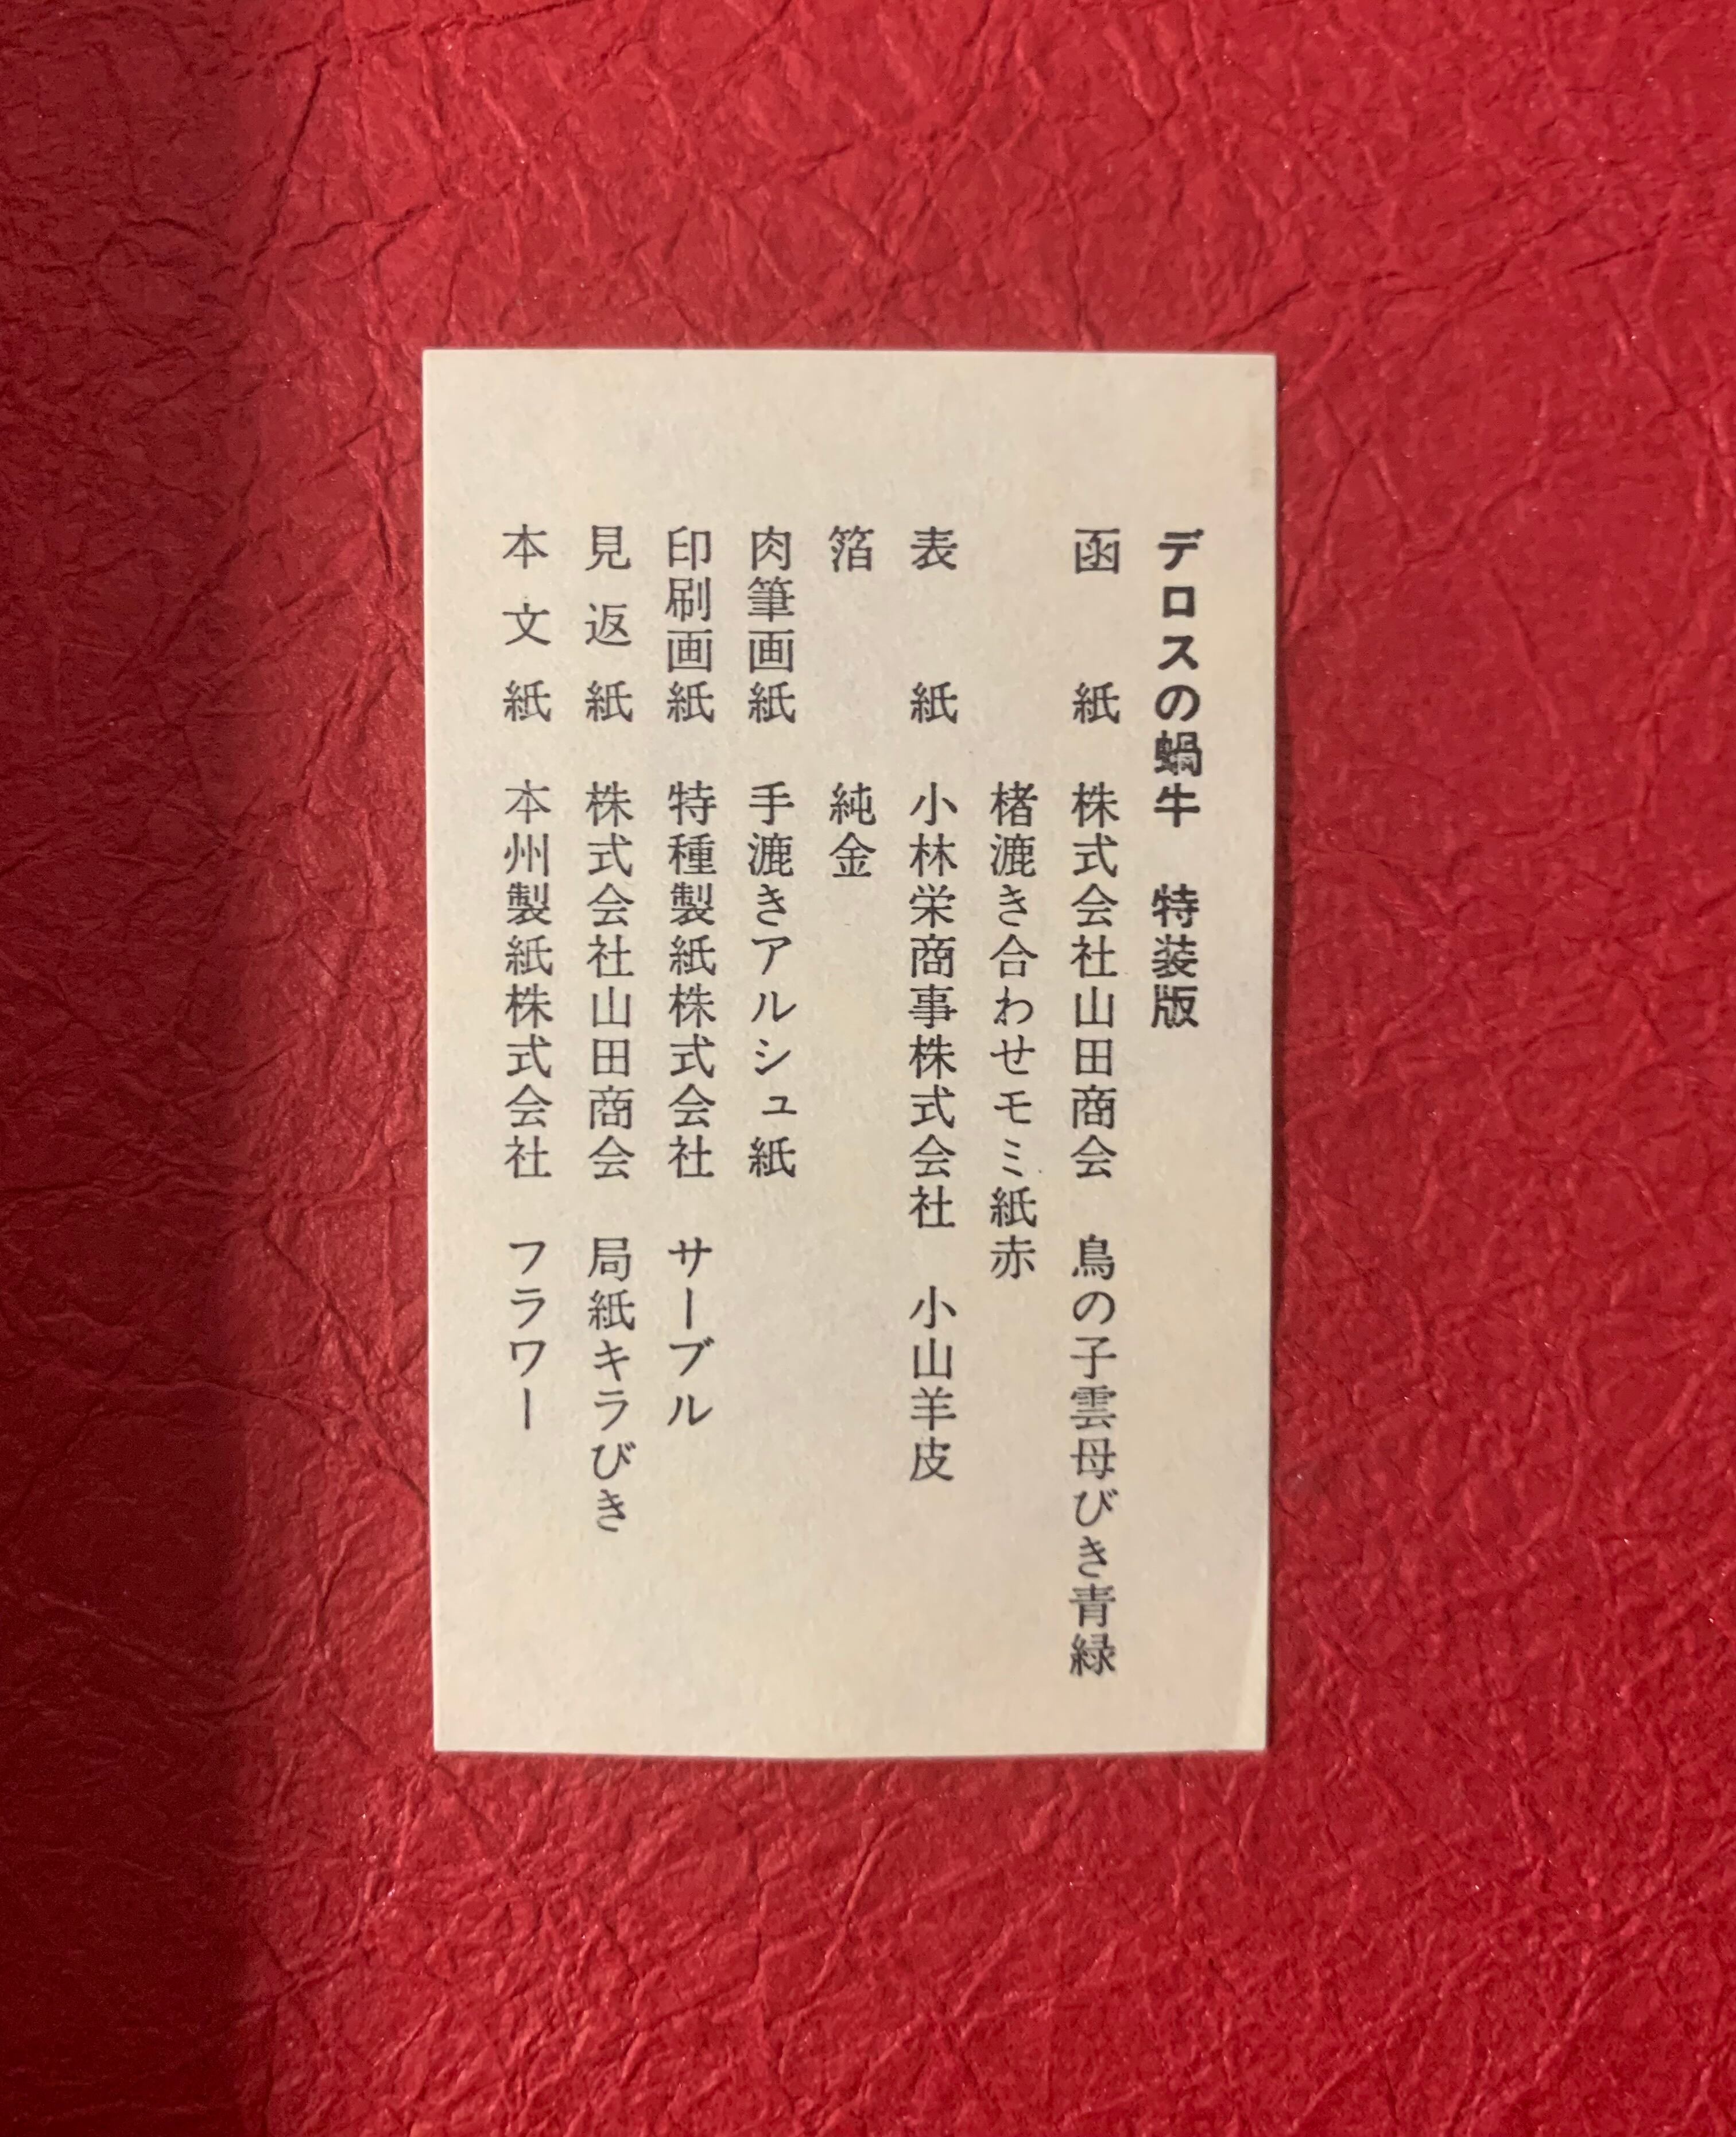 デロスの蝸牛　特装版
函　　紙　株式会社山田商会　鳥の子雲母びき青緑
楮漉き合わせモミ紙赤
表　　紙　小林栄商事株式会社　小山羊皮
箔　純金
肉筆画紙　手漉きアルシュ紙
印刷画紙　特種製紙株式会社　サーブル
見返紙　株式会社山田商会　局紙キラびき
本文紙　本州製紙株式会社　フラワー